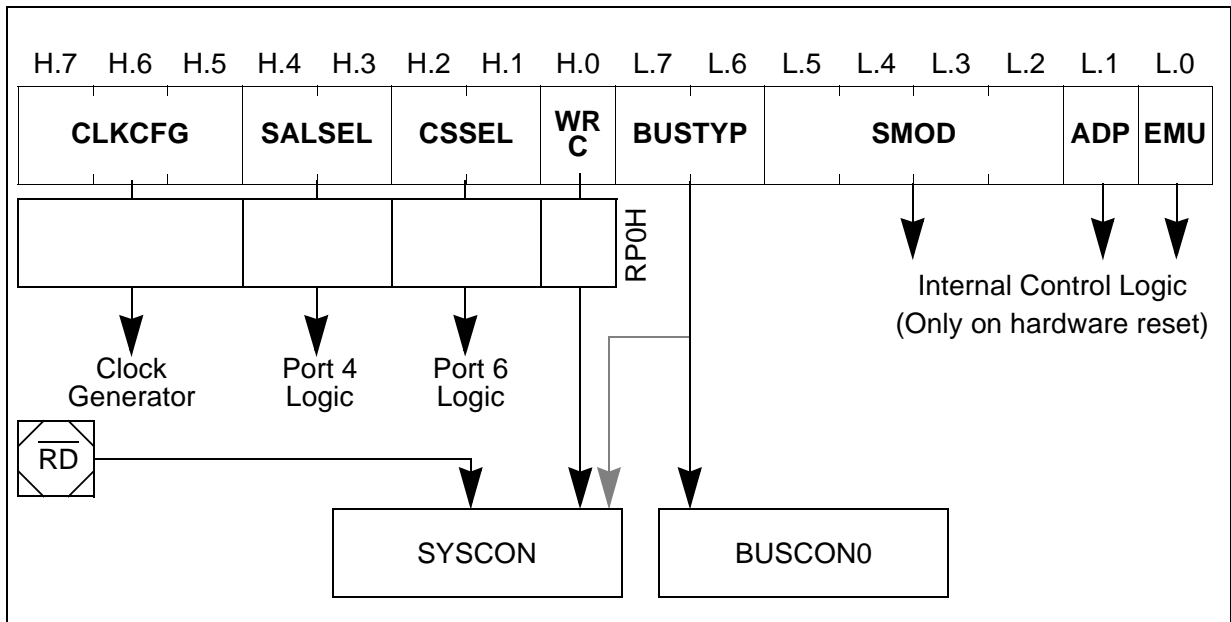 H.7 H.6 H.5 H.4 H.3 H.2 H.1 H.0 L.7 L.6 L.5 L.4 L.3 L.2 L.1 L.0
CLKCFG SALSEL CSSEL WR C BUSTYP SMOD ADP EMU
RP0H
Internal Control Logic
(Only on hardware reset)
Clock
Generator
Port 4
Logic
Port 6
Logic
RD
SYSCON
BUSCON0